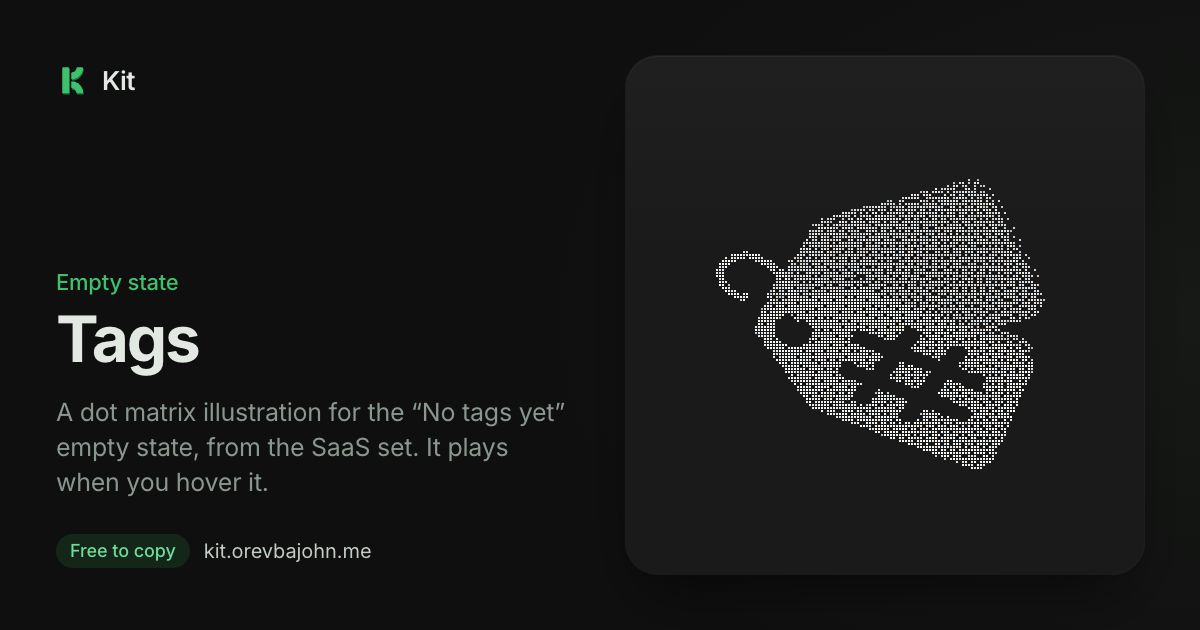 Kit
Empty state
Tags
A dot matrix illustration for the “No tags yet”
empty state, from the SaaS set. It plays
when you hover it.
Free to copy
kit.orevbajohn.me
#